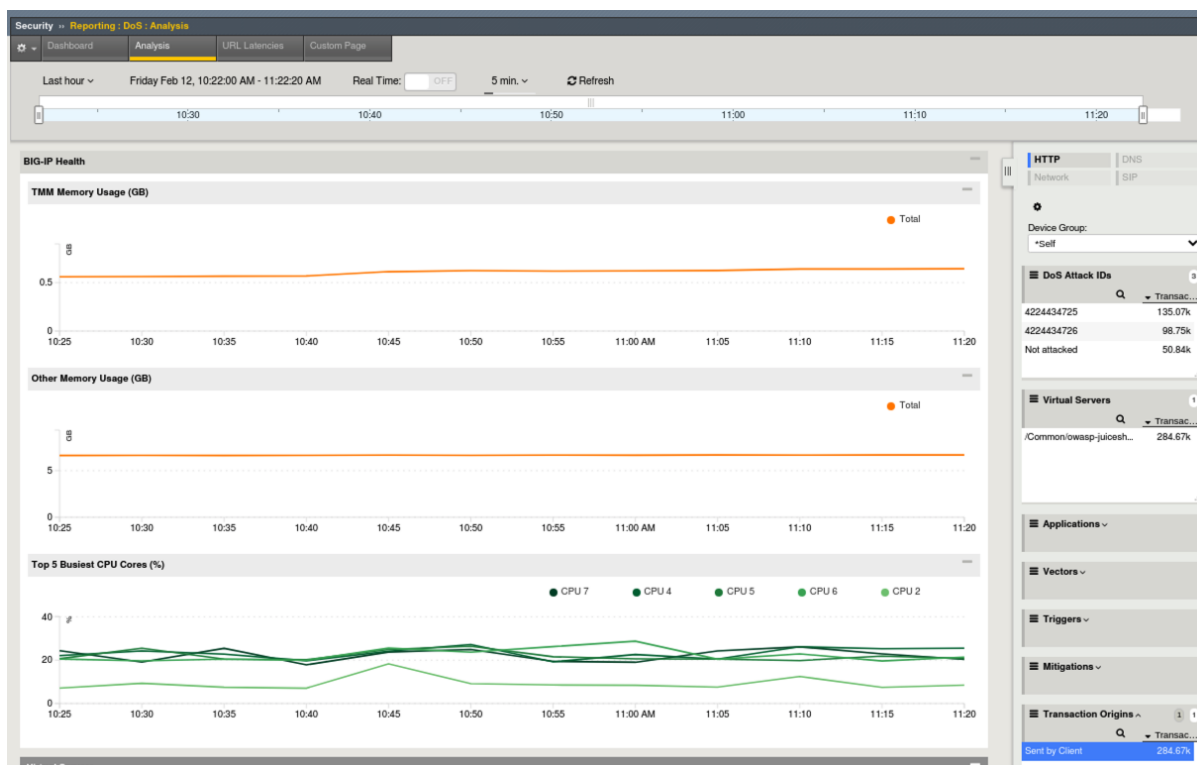 Security » Reporting : DoS : Analysis
Dashboard Analysis URL Latencies Custom Page
Last hour Friday Feb 12, 10:22:00 AM - 11:22:20 AM Real Time: OFF 5 min. Refresh
10:30 10:40 10:50 11:00 11:10 11:20
BIG-IP Health
TMM Memory Usage (GB)
Total
GB
0.5
0
10:25 10:30 10:35 10:40 10:45 10:50 10:55 11:00 AM 11:05 11:10 11:15 11:20
Other Memory Usage (GB)
Total
GB
5
0
10:25 10:30 10:35 10:40 10:45 10:50 10:55 11:00 AM 11:05 11:10 11:15 11:20
Top 5 Busiest CPU Cores (%)
CPU 7 CPU 4 CPU 5 CPU 6 CPU 2
40 %
20
0
10:25 10:30 10:35 10:40 10:45 10:50 10:55 11:00 AM 11:05 11:10 11:15 11:20
HTTP DNS
Network SIP
Device Group:
*Self
DoS Attack IDs
Transac...
4224434725 135.07k
4224434726 98.75k
Not attacked 50.84k
Virtual Servers 1
Transac...
/Common/owasp-juicesh... 284.67k
Applications
Vectors
Triggers
Mitigations
Transaction Origins 1 1
Transac...
Sent by Client 284.67k